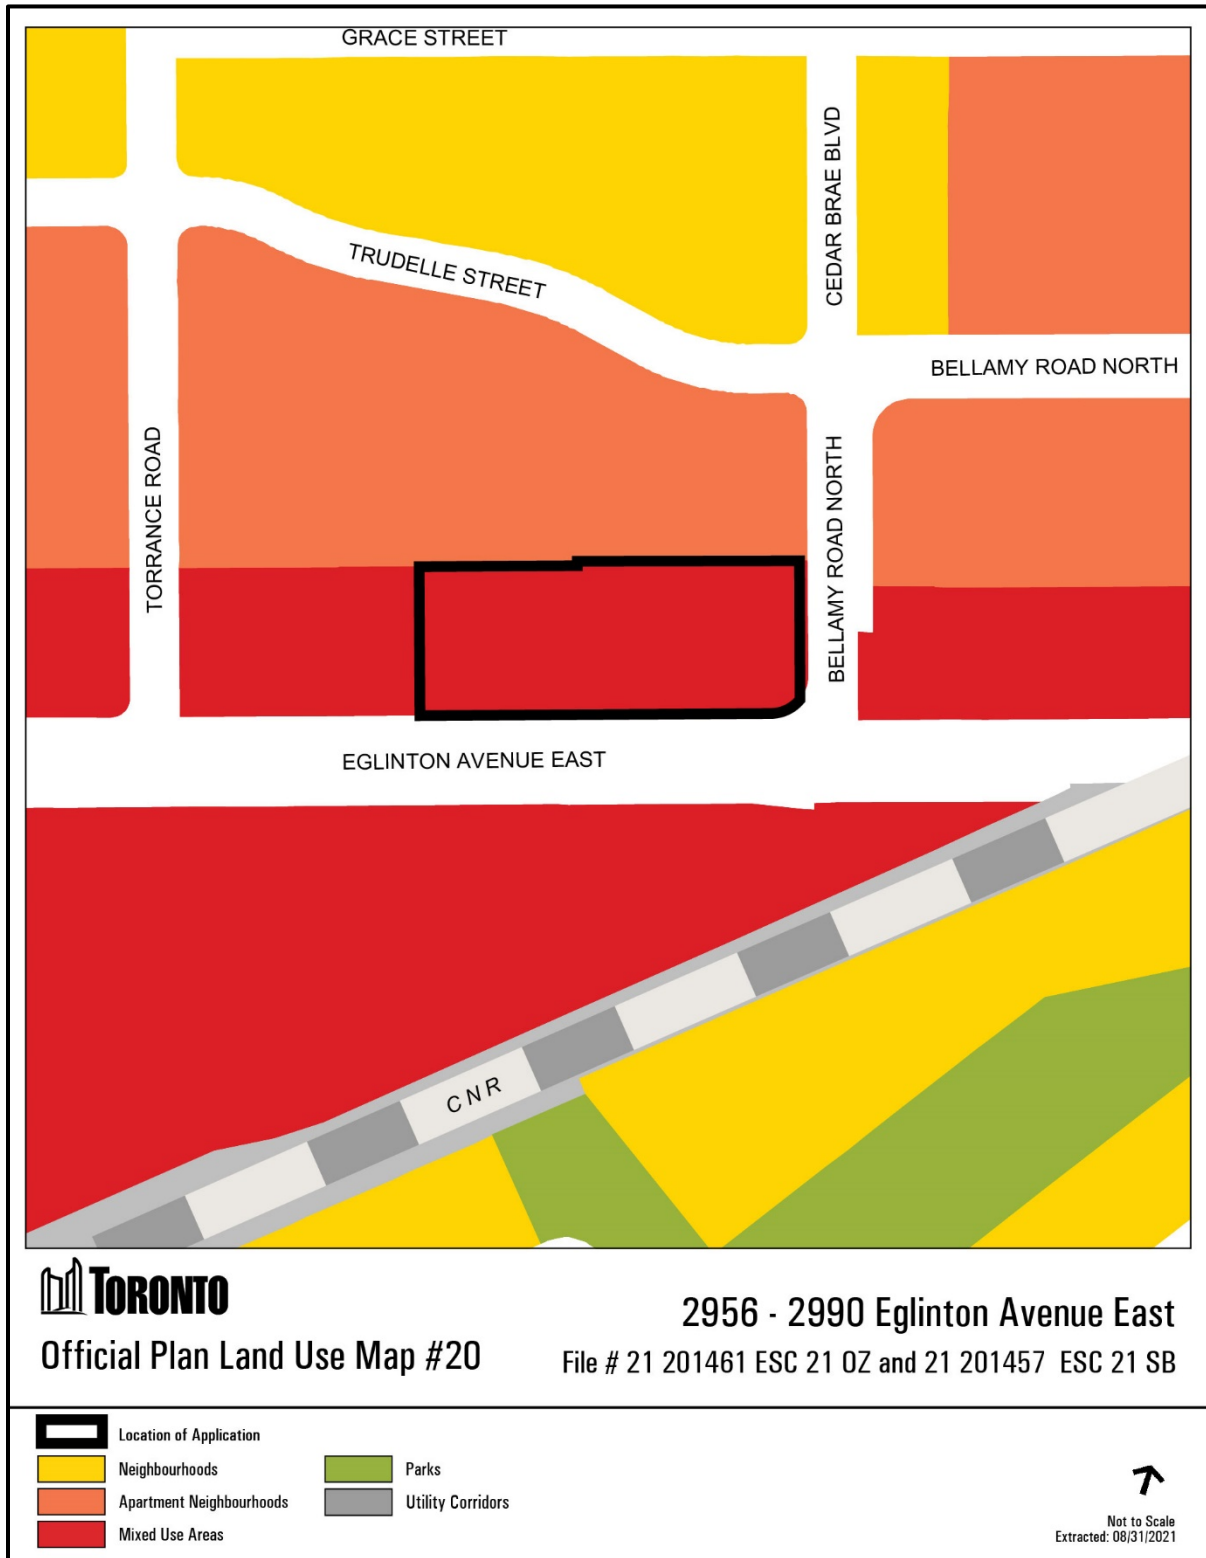 GRACE STREET
CEDAR BRAE BLVD
TRUDELLE STREET
BELLAMY ROAD NORTH
TORRANCE ROAD
BELLAMY ROAD NORTH
EGLINTON AVENUE EAST
CNR
TORONTO
Official Plan Land Use Map #20
2956 - 2990 Eglinton Avenue East
File # 21 201461 ESC 21 OZ and 21 201457 ESC 21 SB
Location of Application
Neighbourhoods
Apartment Neighbourhoods
Mixed Use Areas
Parks
Utility Corridors
Not to Scale
Extracted: 08/31/2021